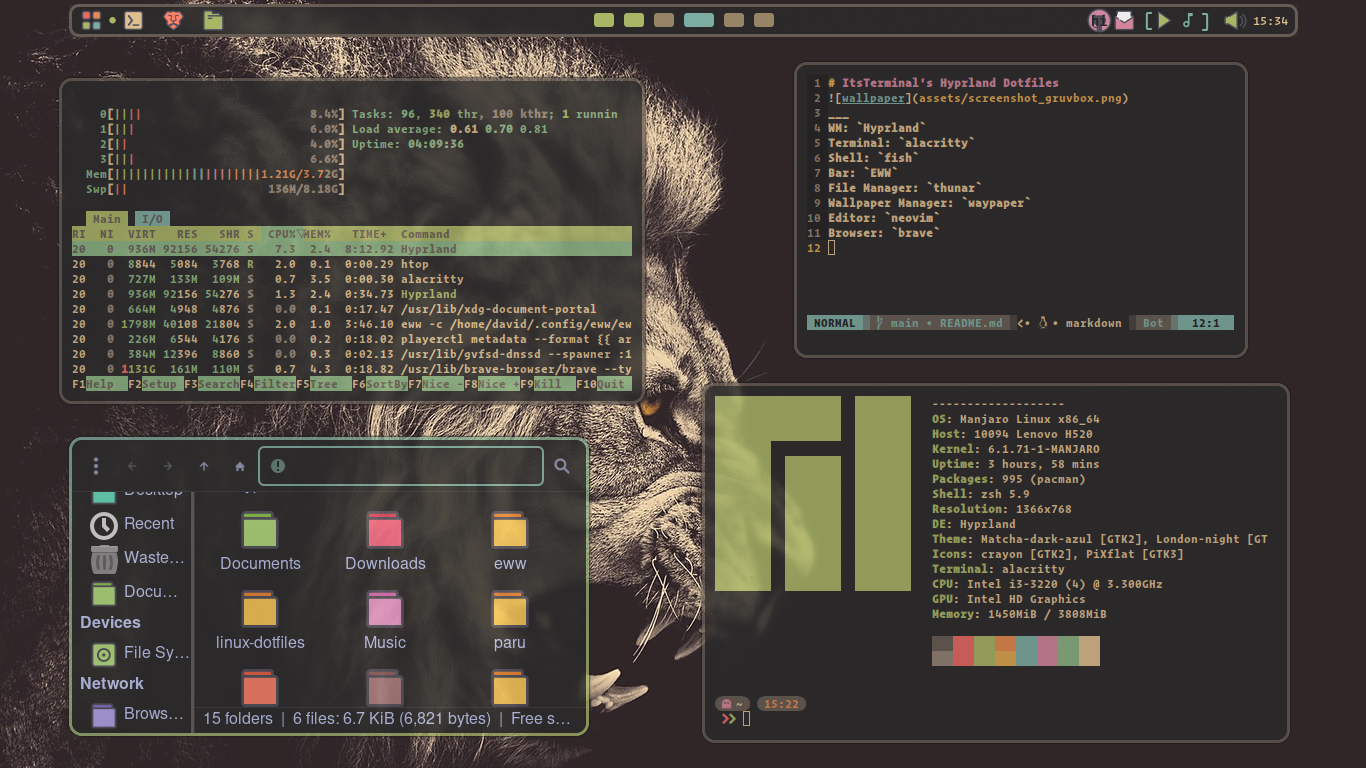 15:34
0[|||| 8.4%] Tasks: 96, 340 thr, 100 kthr; 1 runnin
1[||| 6.0%] Load average: 0.61 0.70 0.81
2[|| 4.0%] Uptime: 04:09:36
3[||| 6.6%]
Mem[|||||||||||||||||||||1.21G/3.72G]
Swp[|| 136M/8.18G]
Main I/O
RI NI VIRT RES SHR S CPU%▽MEM% TIME+ Command
20 0 936M 92156 54276 S 7.3 2.4 8:12.92 Hyprland
20 0 8844 5084 3768 R 2.0 0.1 0:00.29 htop
20 0 727M 133M 109M S 0.7 3.5 0:00.30 alacritty
20 0 936M 92156 54276 S 1.3 2.4 0:34.73 Hyprland
20 0 664M 4948 4876 S 0.0 0.1 0:17.47 /usr/lib/xdg-document-portal
20 0 1798M 40108 21804 S 2.0 1.0 3:46.10 eww -c /home/david/.config/eww/ew
20 0 226M 6544 4176 S 0.0 0.2 0:18.02 playerctl metadata --format {{ ar
20 0 384M 12396 8860 S 0.0 0.3 0:02.13 /usr/lib/gvfsd-dnssd --spawner :1
20 0 1131G 161M 110M S 0.7 4.3 0:18.82 /usr/lib/brave-browser/brave --ty
F1Help F2Setup F3SearchF4FilterF5Tree F6SortByF7Nice -F8Nice +F9Kill F10Quit
1 # ItsTerminal's Hyprland Dotfiles
2 ![wallpaper](assets/screenshot_gruvbox.png)
3 ___
4 WM: `Hyprland`
5 Terminal: `alacritty`
6 Shell: `fish`
7 Bar: `EWW`
8 File Manager: `thunar`
9 Wallpaper Manager: `waypaper`
10 Editor: `neovim`
11 Browser: `brave`
12
NORMAL main • README.md <• • markdown Bot 12:1
Desktop
Recent
Waste…
Docu…
Devices
File Sy…
Network
Brows…
Documents Downloads eww
linux-dotfiles Music paru
15 folders | 6 files: 6.7 KiB (6,821 bytes) | Free s…
-------------------
OS: Manjaro Linux x86_64
Host: 10094 Lenovo H520
Kernel: 6.1.71-1-MANJARO
Uptime: 3 hours, 58 mins
Packages: 995 (pacman)
Shell: zsh 5.9
Resolution: 1366x768
DE: Hyprland
Theme: Matcha-dark-azul [GTK2], London-night [GT
Icons: crayon [GTK2], PiXflat [GTK3]
Terminal: alacritty
CPU: Intel i3-3220 (4) @ 3.300GHz
GPU: Intel HD Graphics
Memory: 1450MiB / 3808MiB
~ 15:22